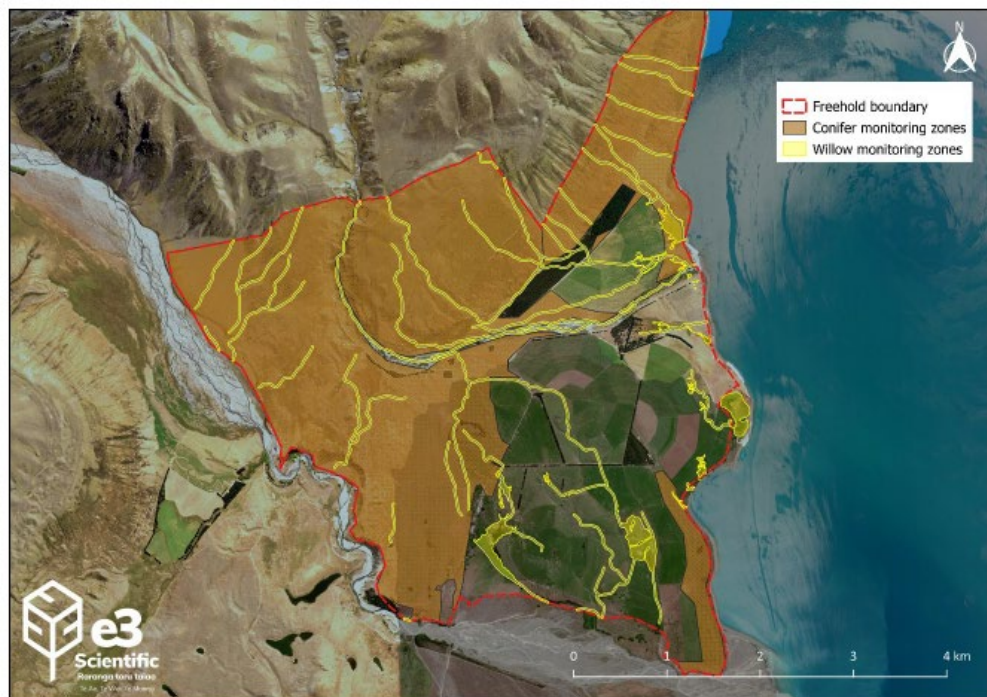 N
Freehold boundary
Conifer monitoring zones
Willow monitoring zones
e3
Scientific
0 1 2 3 4 km